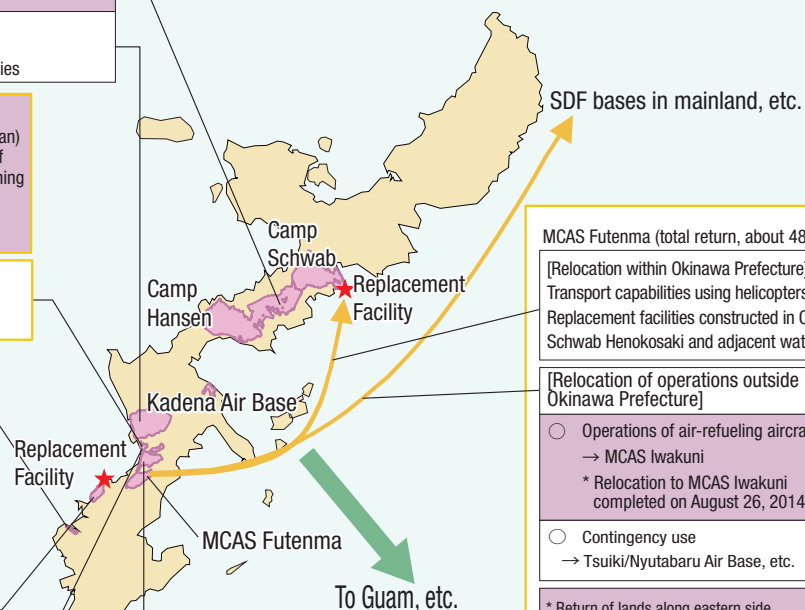 ies
an)
f
ning
SDF bases in mainland, etc.
Camp
Schwab
Camp
Hansen
Replacement
Facility
Kadena Air Base
Replacement
Facility
MCAS Futenma
To Guam, etc.
MCAS Futenma (total return, about 48
[Relocation within Okinawa Prefecture]
Transport capabilities using helicopters
Replacement facilities constructed in
Schwab Henokosaki and adjacent wat
[Relocation of operations outside
Okinawa Prefecture]
○ Operations of air-refueling aircra
→ MCAS Iwakuni
* Relocation to MCAS Iwakuni
completed on August 26, 2014
○ Contingency use
→ Tsuiki/Nyutabaru Air Base, etc.
* Return of lands along eastern side